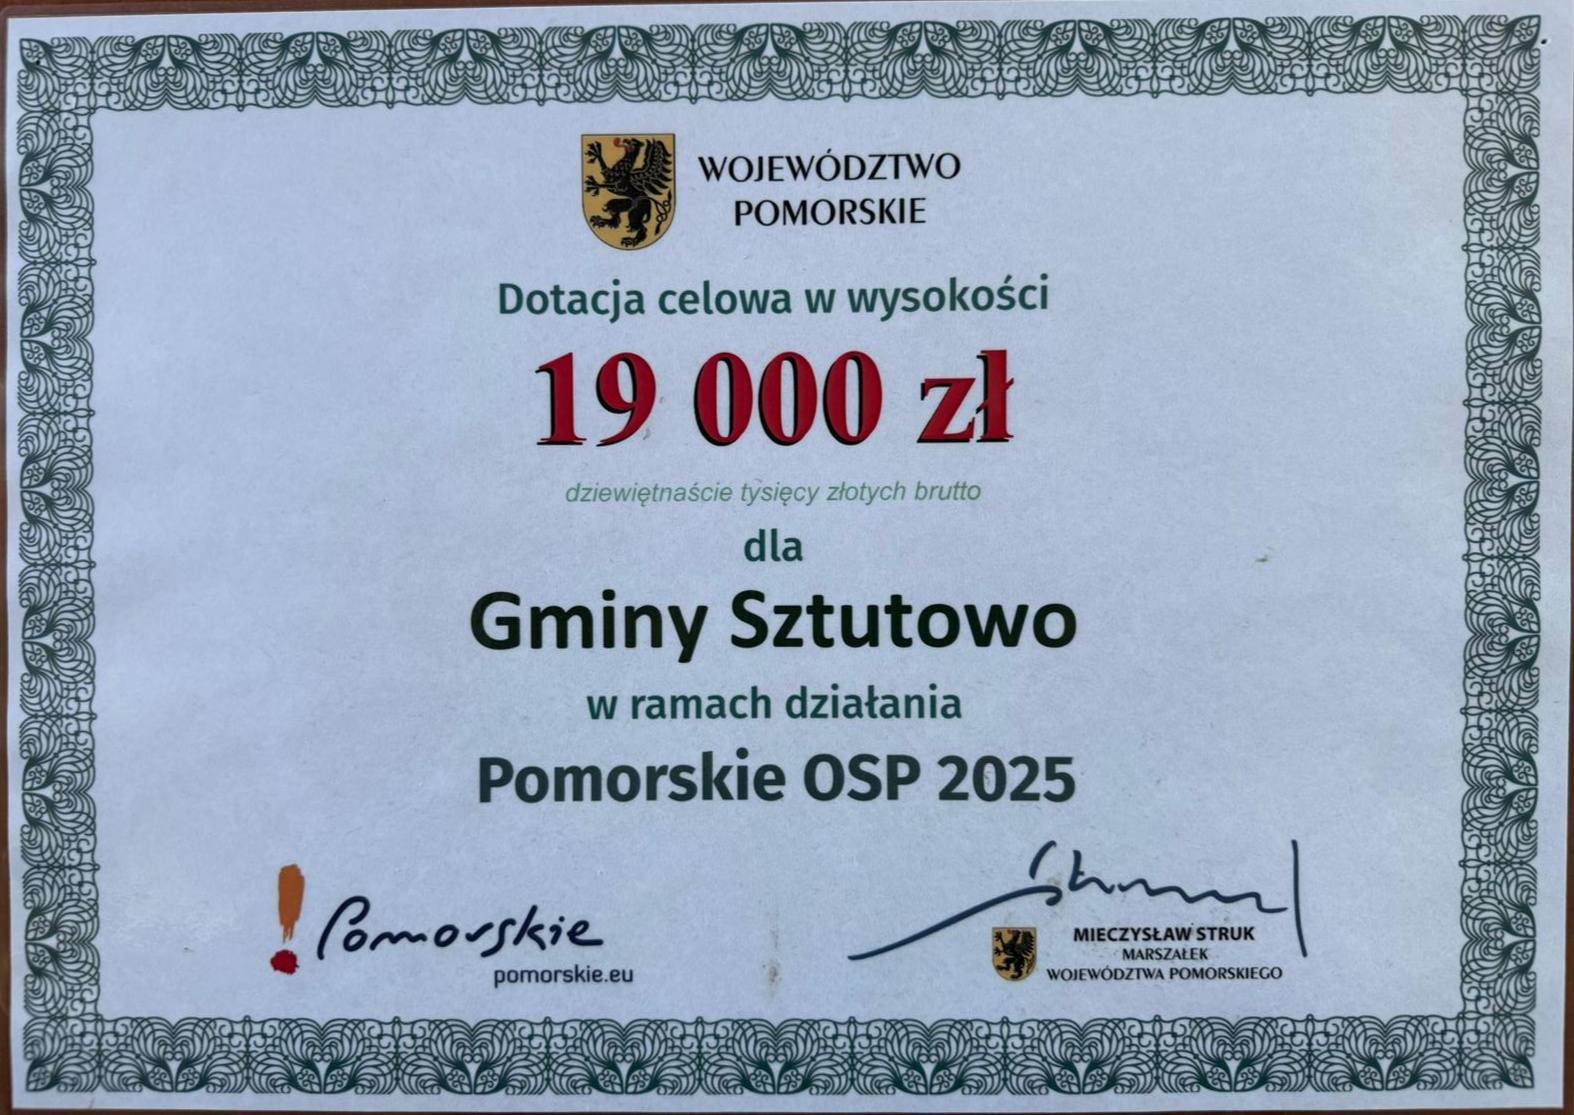 WOJEWÓDZTWO
POMORSKIE
Dotacja celowa w wysokości
19 000 zł
dziewiętnaście tysięcy złotych brutto
dla
Gminy Sztutowo
w ramach działania
Pomorskie OSP 2025
! Pomorskie
pomorskie.eu
MIECZYSŁAW STRUK
MARSZAŁEK
WOJEWÓDZTWA POMORSKIEGO